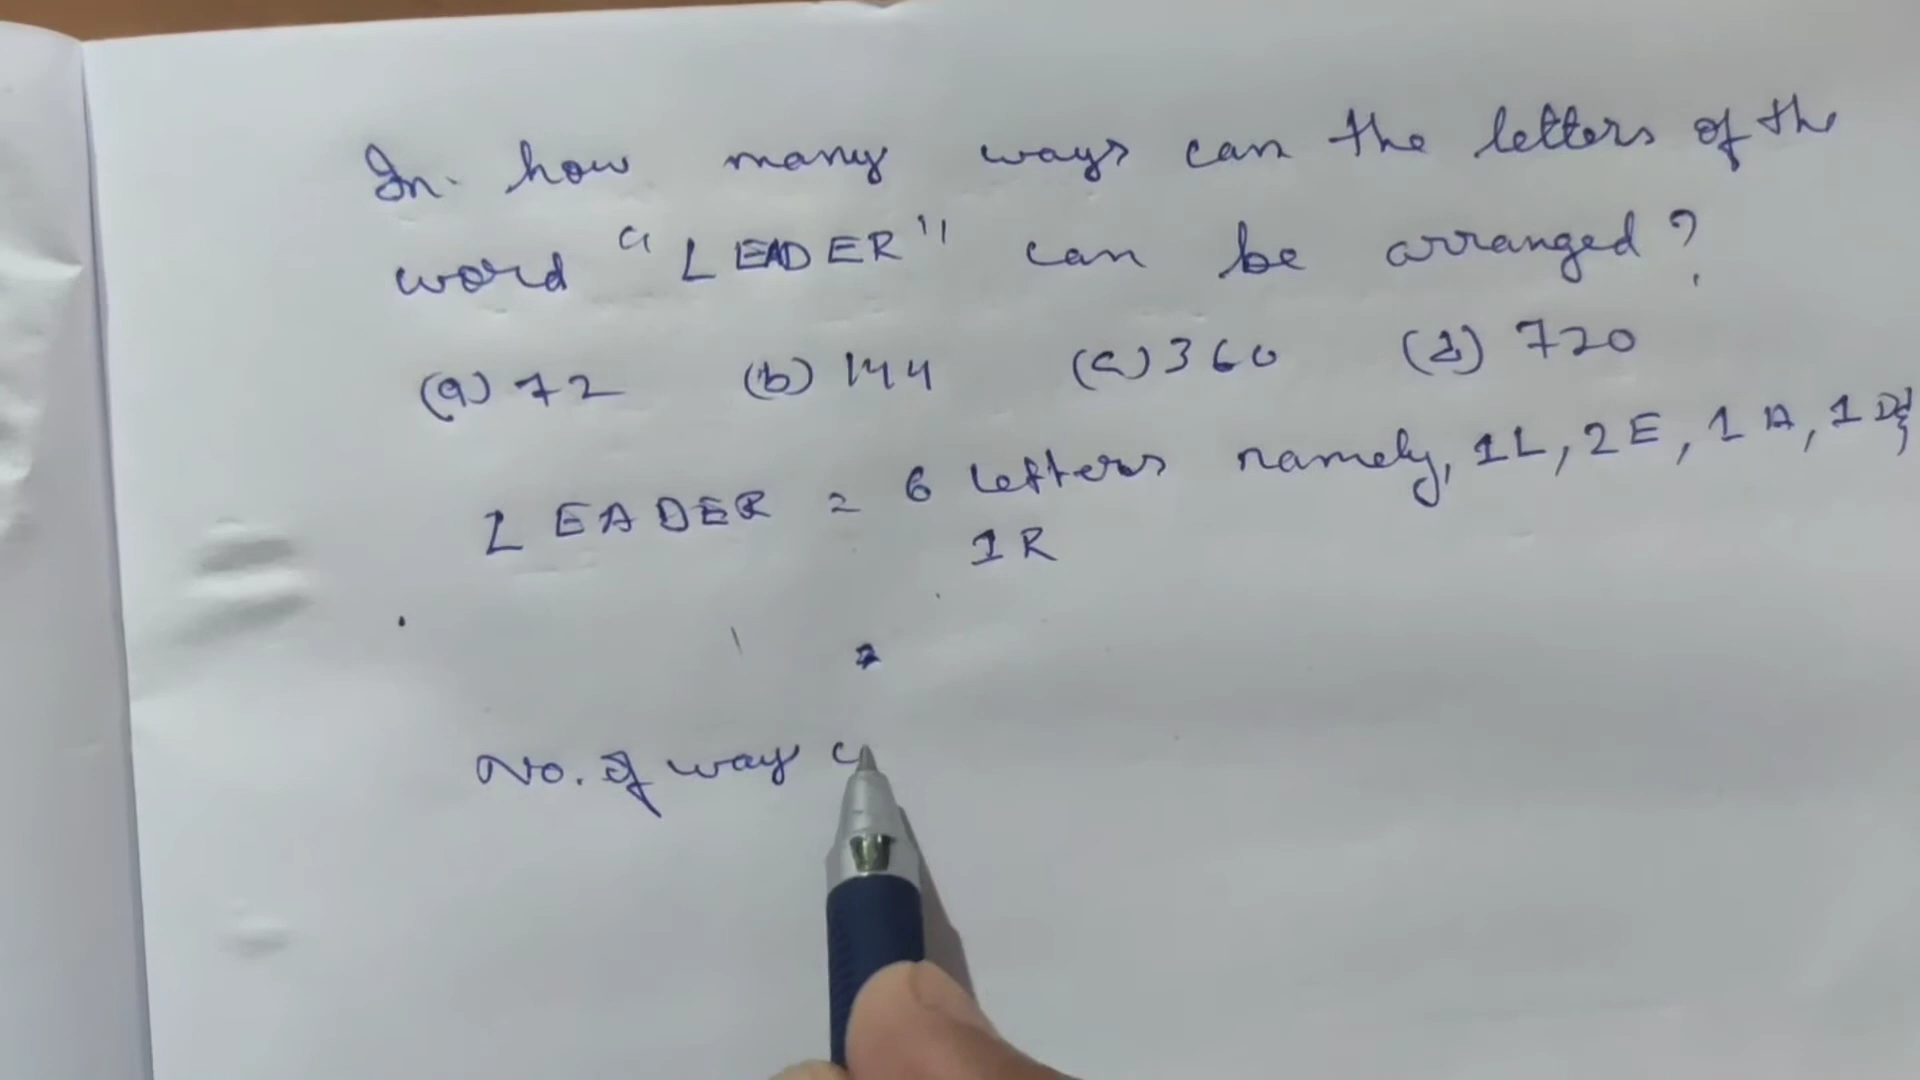 In how many ways can the letters of the
word "LEADER" can be arranged?
(a) 72 (b) 144 (c) 360 (d) 720
LEADER = 6 letters namely, 1L, 2E, 1A, 1D,
1R
=
No. of way